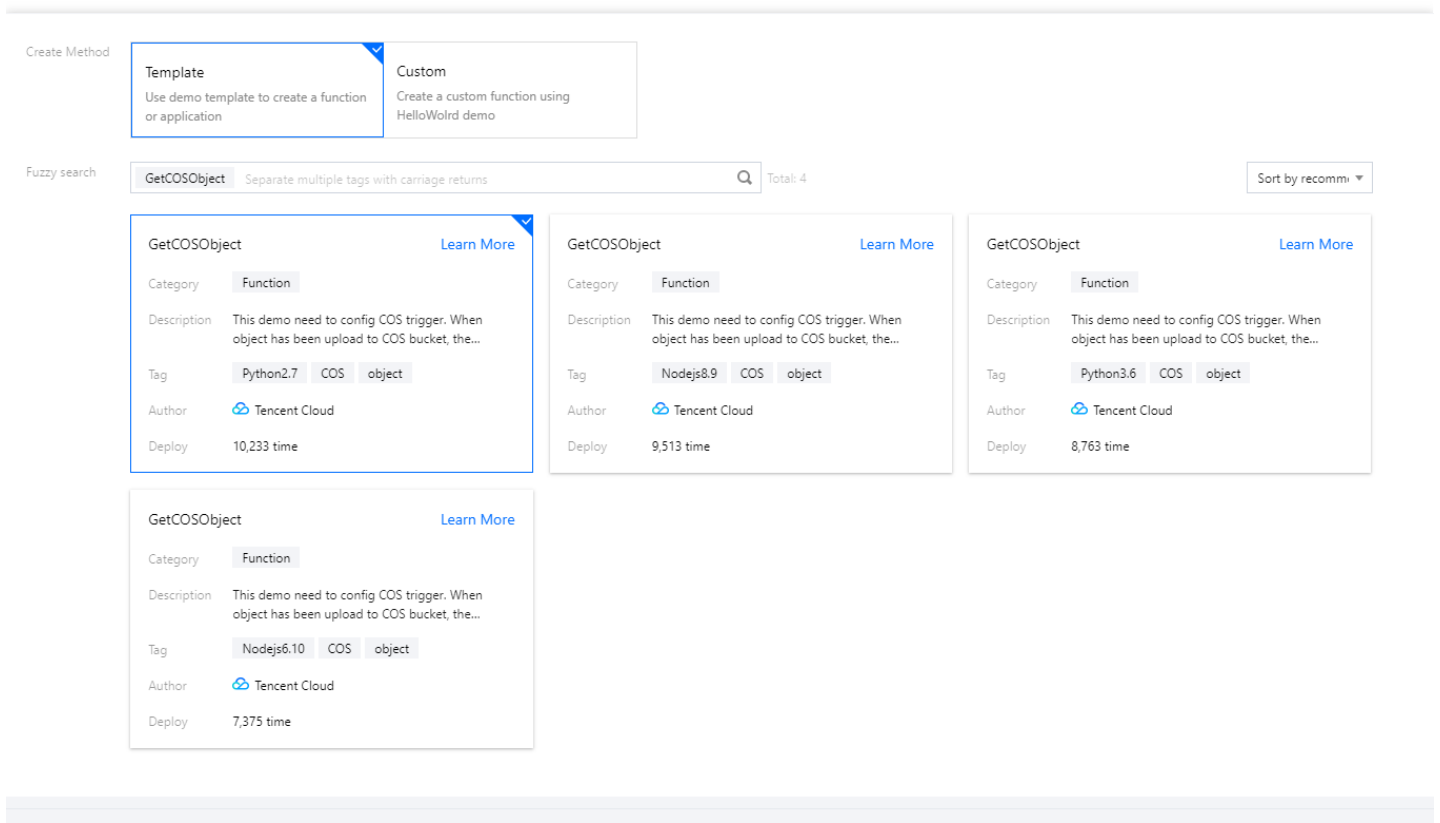 Create Method
Template
Use demo template to create a function
or application
Custom
Create a custom function using
HelloWolrd demo
Fuzzy search
GetCOSObject Separate multiple tags with carriage returns
Total: 4
Sort by recomm
GetCOSObject Learn More
Category Function
Description This demo need to config COS trigger. When
object has been upload to COS bucket, the...
Tag Python2.7 COS object
Author Tencent Cloud
Deploy 10,233 time
GetCOSObject Learn More
Category Function
Description This demo need to config COS trigger. When
object has been upload to COS bucket, the...
Tag Nodejs8.9 COS object
Author Tencent Cloud
Deploy 9,513 time
GetCOSObject Learn More
Category Function
Description This demo need to config COS trigger. When
object has been upload to COS bucket, the...
Tag Python3.6 COS object
Author Tencent Cloud
Deploy 8,763 time
GetCOSObject Learn More
Category Function
Description This demo need to config COS trigger. When
object has been upload to COS bucket, the...
Tag Nodejs6.10 COS object
Author Tencent Cloud
Deploy 7,375 time